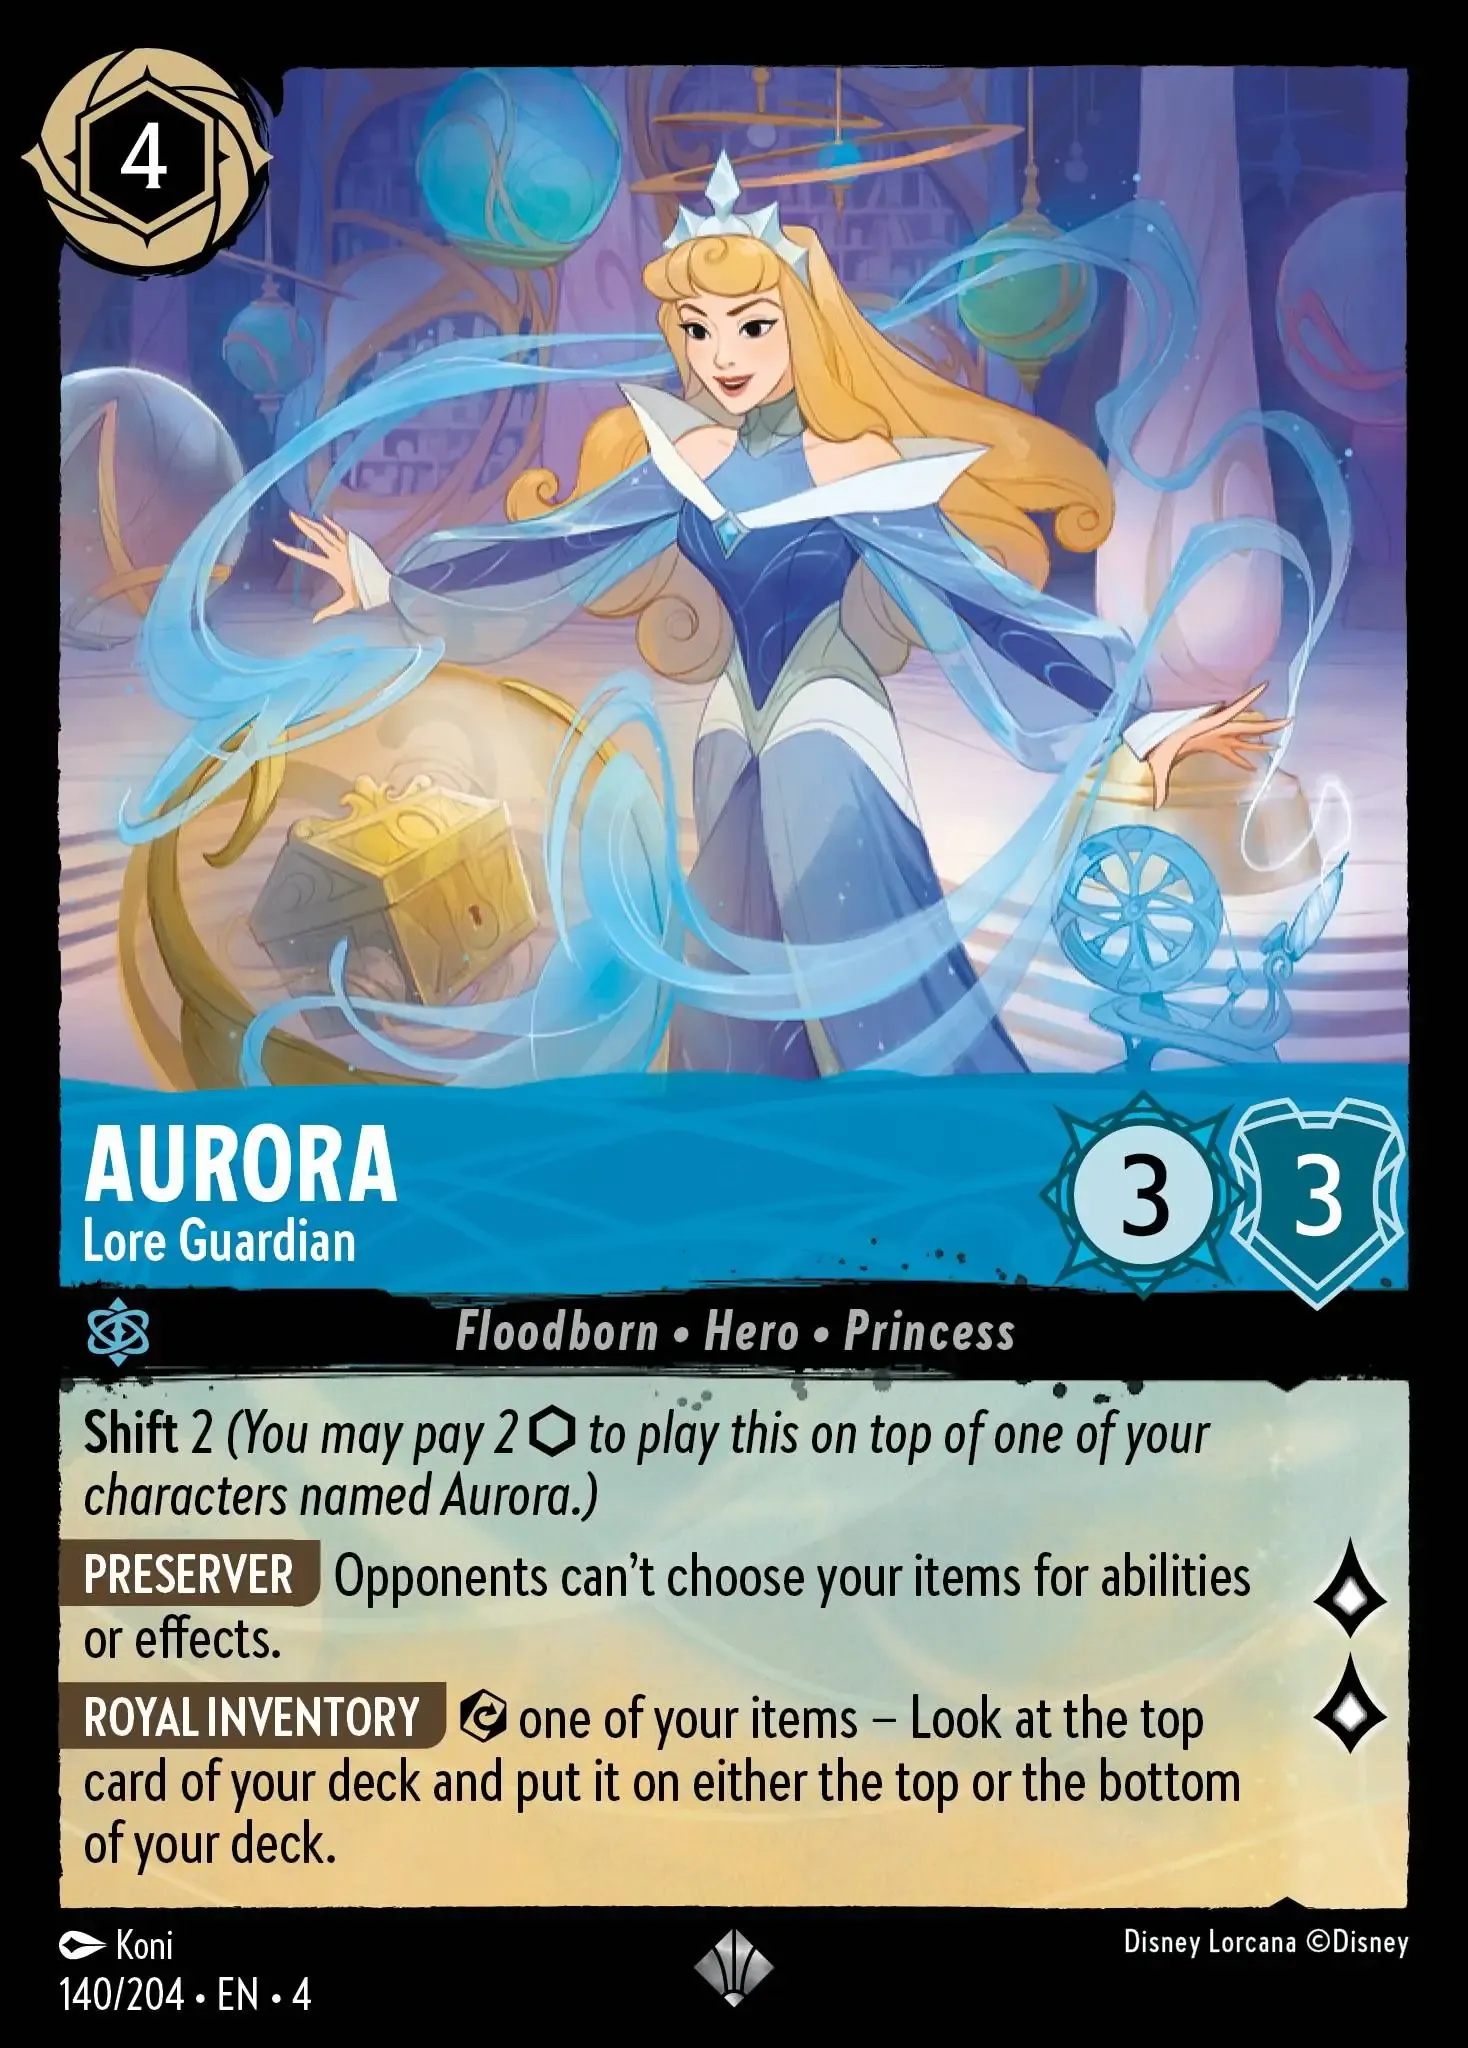 4
AURORA
Lore Guardian
3
3
Floodborn • Hero • Princess
Shift 2 (You may pay 2 ⬡ to play this on top of one of your
characters named Aurora.)
PRESERVER Opponents can’t choose your items for abilities
or effects.
ROYAL INVENTORY one of your items – Look at the top
card of your deck and put it on either the top or the bottom
of your deck.
Koni
Disney Lorcana ©Disney
140/204 • EN • 4